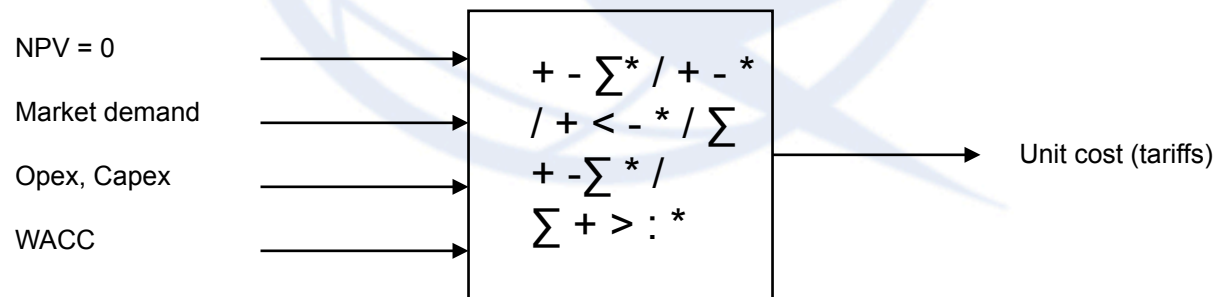 NPV = 0
Market demand
Opex, Capex
WACC
+ - ∑* / + - *
/ + < - * / ∑
+ -∑ * /
∑ + > : *
Unit cost (tariffs)